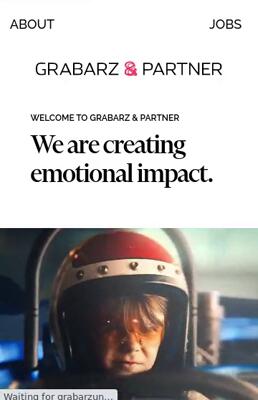 ABOUT JOBS
GRABARZ & PARTNER
WELCOME TO GRABARZ & PARTNER
We are creating
emotional impact.
Waiting for grabarzun...